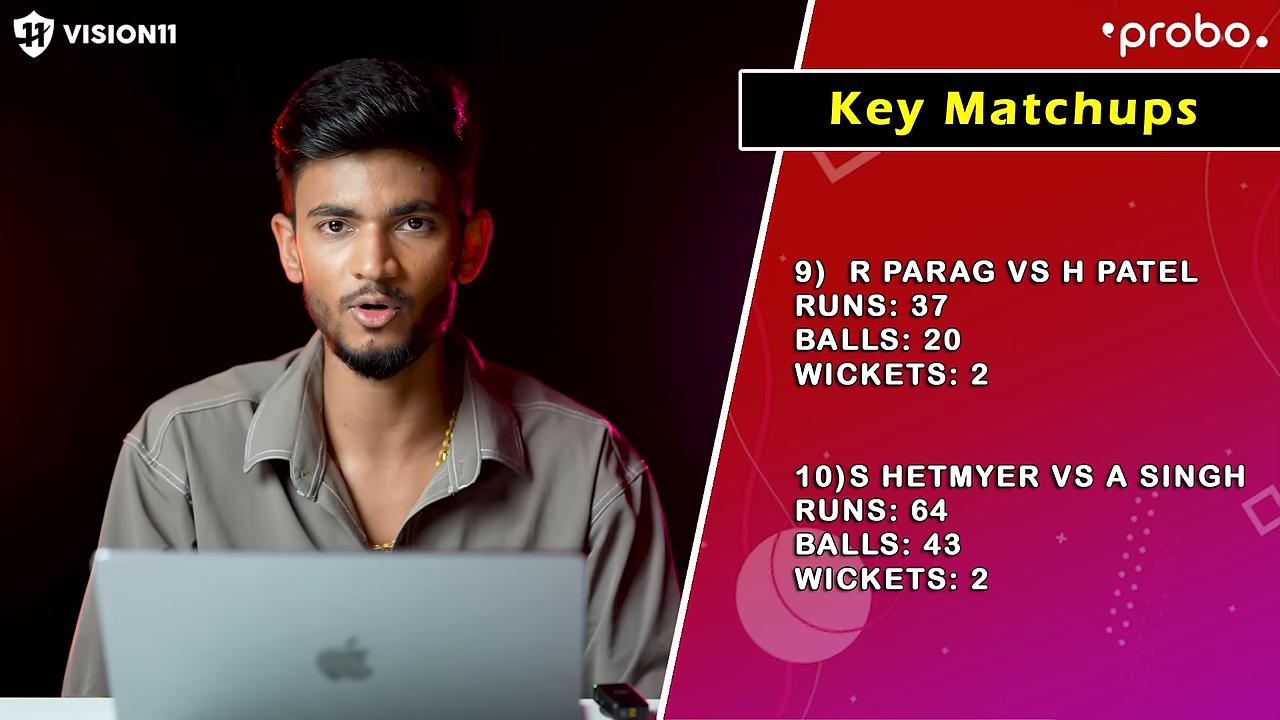 VISION11
probo.
Key Matchups
9) R PARAG VS H PATEL
RUNS: 37
BALLS: 20
WICKETS: 2
10)S HETMYER VS A SINGH
RUNS: 64
BALLS: 43
WICKETS: 2